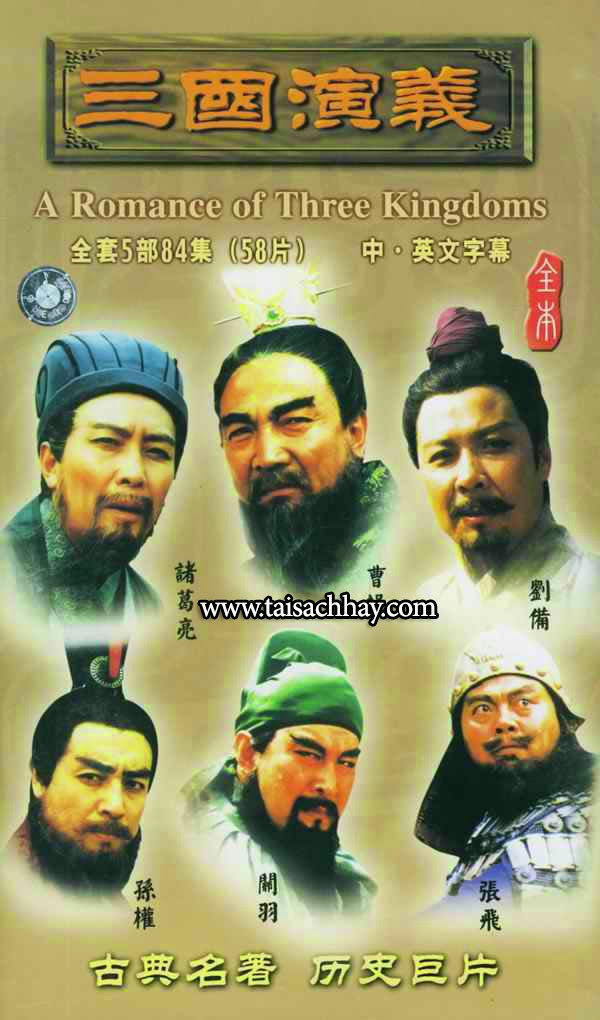 三國演義
A Romance of Three Kingdoms
全套5部84集（58片） 中·英文字幕
全本
諸葛亮
曹
劉備
www.taisachhay.com
孫權
關羽
張飛
古典名著 历史巨片